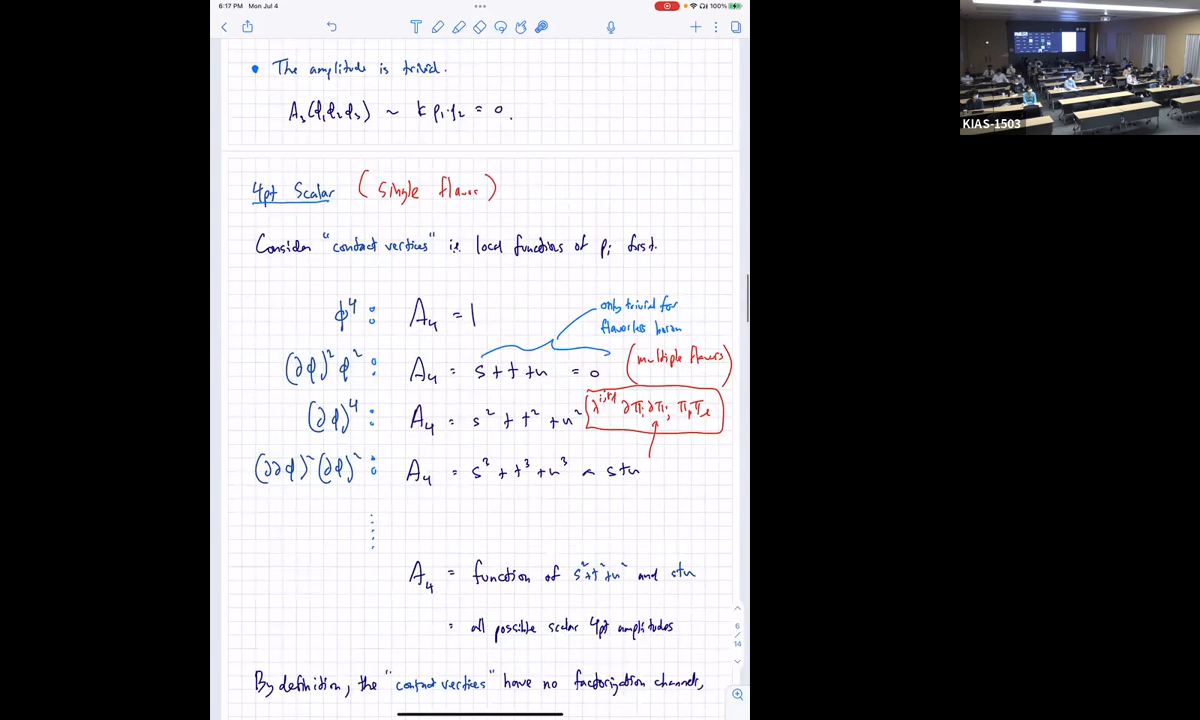 6:17 PM Mon Jul 4
100%
• The amplitude is trivial.
A₃(φ₁φ₂φ₃) ~ k p₁·p₂ = 0.
4pt Scalar (single flavor)
Consider "contact vertices" i.e. local functions of pᵢ first.
only trivial for
flavorless boson
φ⁴ : A₄ = 1
(∂φ)²φ² : A₄ = s+t+u = 0 (multiple flavors)
(∂φ)⁴ : A₄ = s²+t²+u²
(∂∂φ)²(∂φ)² : A₄ = s³+t³+u³ ∝ stu
A₄ = function of s²+t²+u² and stu
= all possible scalar 4pt amplitudes
By definition, the "contact vertices" have no factorization channels,
6
/
14
KIAS-1503